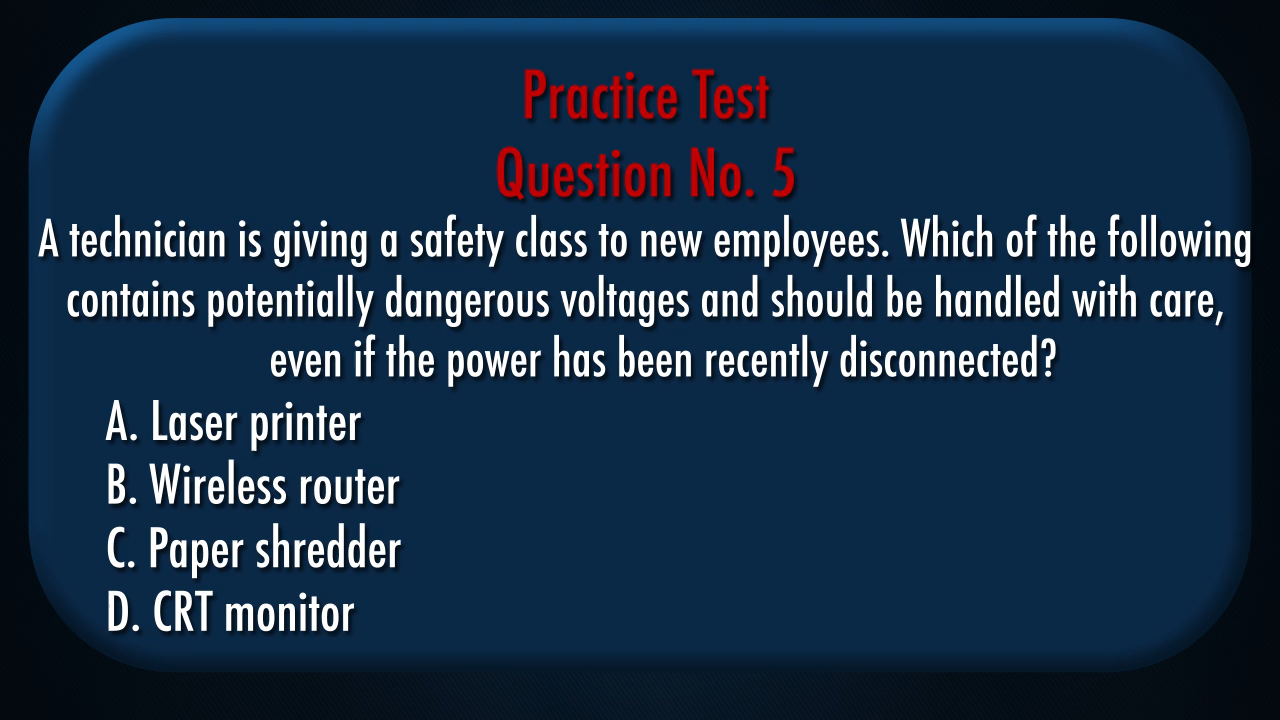 Practice Test
Question No. 5
A technician is giving a safety class to new employees. Which of the following
contains potentially dangerous voltages and should be handled with care,
even if the power has been recently disconnected?
A. Laser printer
B. Wireless router
C. Paper shredder
D. CRT monitor